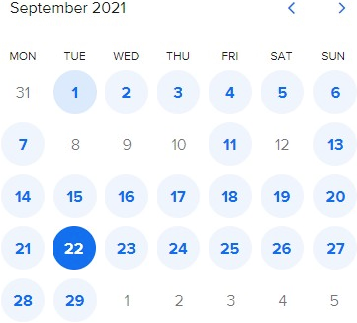 September 2021
MON TUE WED THU FRI SAT SUN
31 1 2 3 4 5 6
7 8 9 10 11 12 13
14 15 16 17 18 19 20
21 22 23 24 25 26 27
28 29 1 2 3 4 5